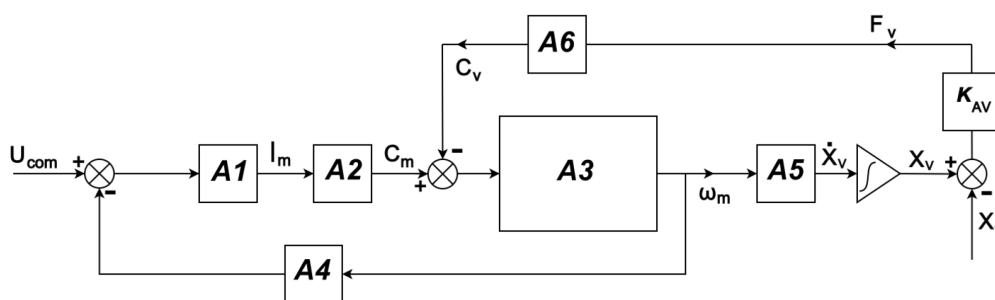 F_v
A6
C_v
K_AV
U_com
+
-
A1
I_m
A2
C_m
+
-
A3
ω_m
A5
Ẋ_v
∫
X_v
+
-
X
A4